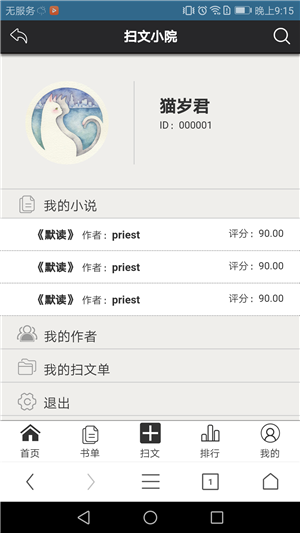 无服务 晚上9:15
扫文小院
猫岁君
ID：000001
我的小说
《默读》 作者：priest 评分：90.00
《默读》 作者：priest 评分：90.00
《默读》 作者：priest 评分：90.00
我的作者
我的扫文单
退出
首页 书单 扫文 排行 我的
1